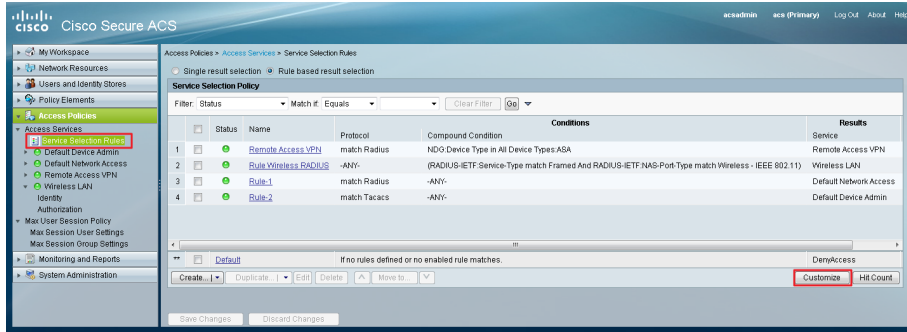 acsadmin acs (Primary) Log Out About Help
CISCO Cisco Secure ACS
My Workspace
Network Resources
Users and Identity Stores
Policy Elements
Access Policies
Access Services
Service Selection Rules
Default Device Admin
Default Network Access
Remote Access VPN
Wireless LAN
Identity
Authorization
Max User Session Policy
Max Session User Settings
Max Session Group Settings
Monitoring and Reports
System Administration
Access Policies > Access Services > Service Selection Rules
Single result selection Rule based result selection
Service Selection Policy
Filter: Status Match if: Equals Clear Filter Go
Status Name Conditions Results
Protocol Compound Condition Service
1 Remote Access VPN match Radius NDG:Device Type in All Device Types:ASA Remote Access VPN
2 Rule Wireless RADIUS -ANY- (RADIUS-IETF:Service-Type match Framed And RADIUS-IETF:NAS-Port-Type match Wireless - IEEE 802.11) Wireless LAN
3 Rule-1 match Radius -ANY- Default Network Access
4 Rule-2 match Tacacs -ANY- Default Device Admin
** Default If no rules defined or no enabled rule matches. DenyAccess
Create... Duplicate... Edit Delete Move to... Customize Hit Count
Save Changes Discard Changes